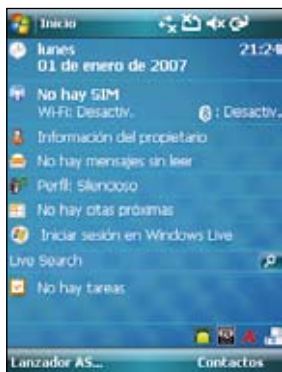 Inicio
lunes 21:24
01 de enero de 2007
No hay SIM
Wi-Fi: Desactiv. : Desactiv.
Información del propietario
No hay mensajes sin leer
Perfil: Silencioso
No hay citas próximas
Iniciar sesión en Windows Live
Live Search
No hay tareas
Lanzador AS... Contactos